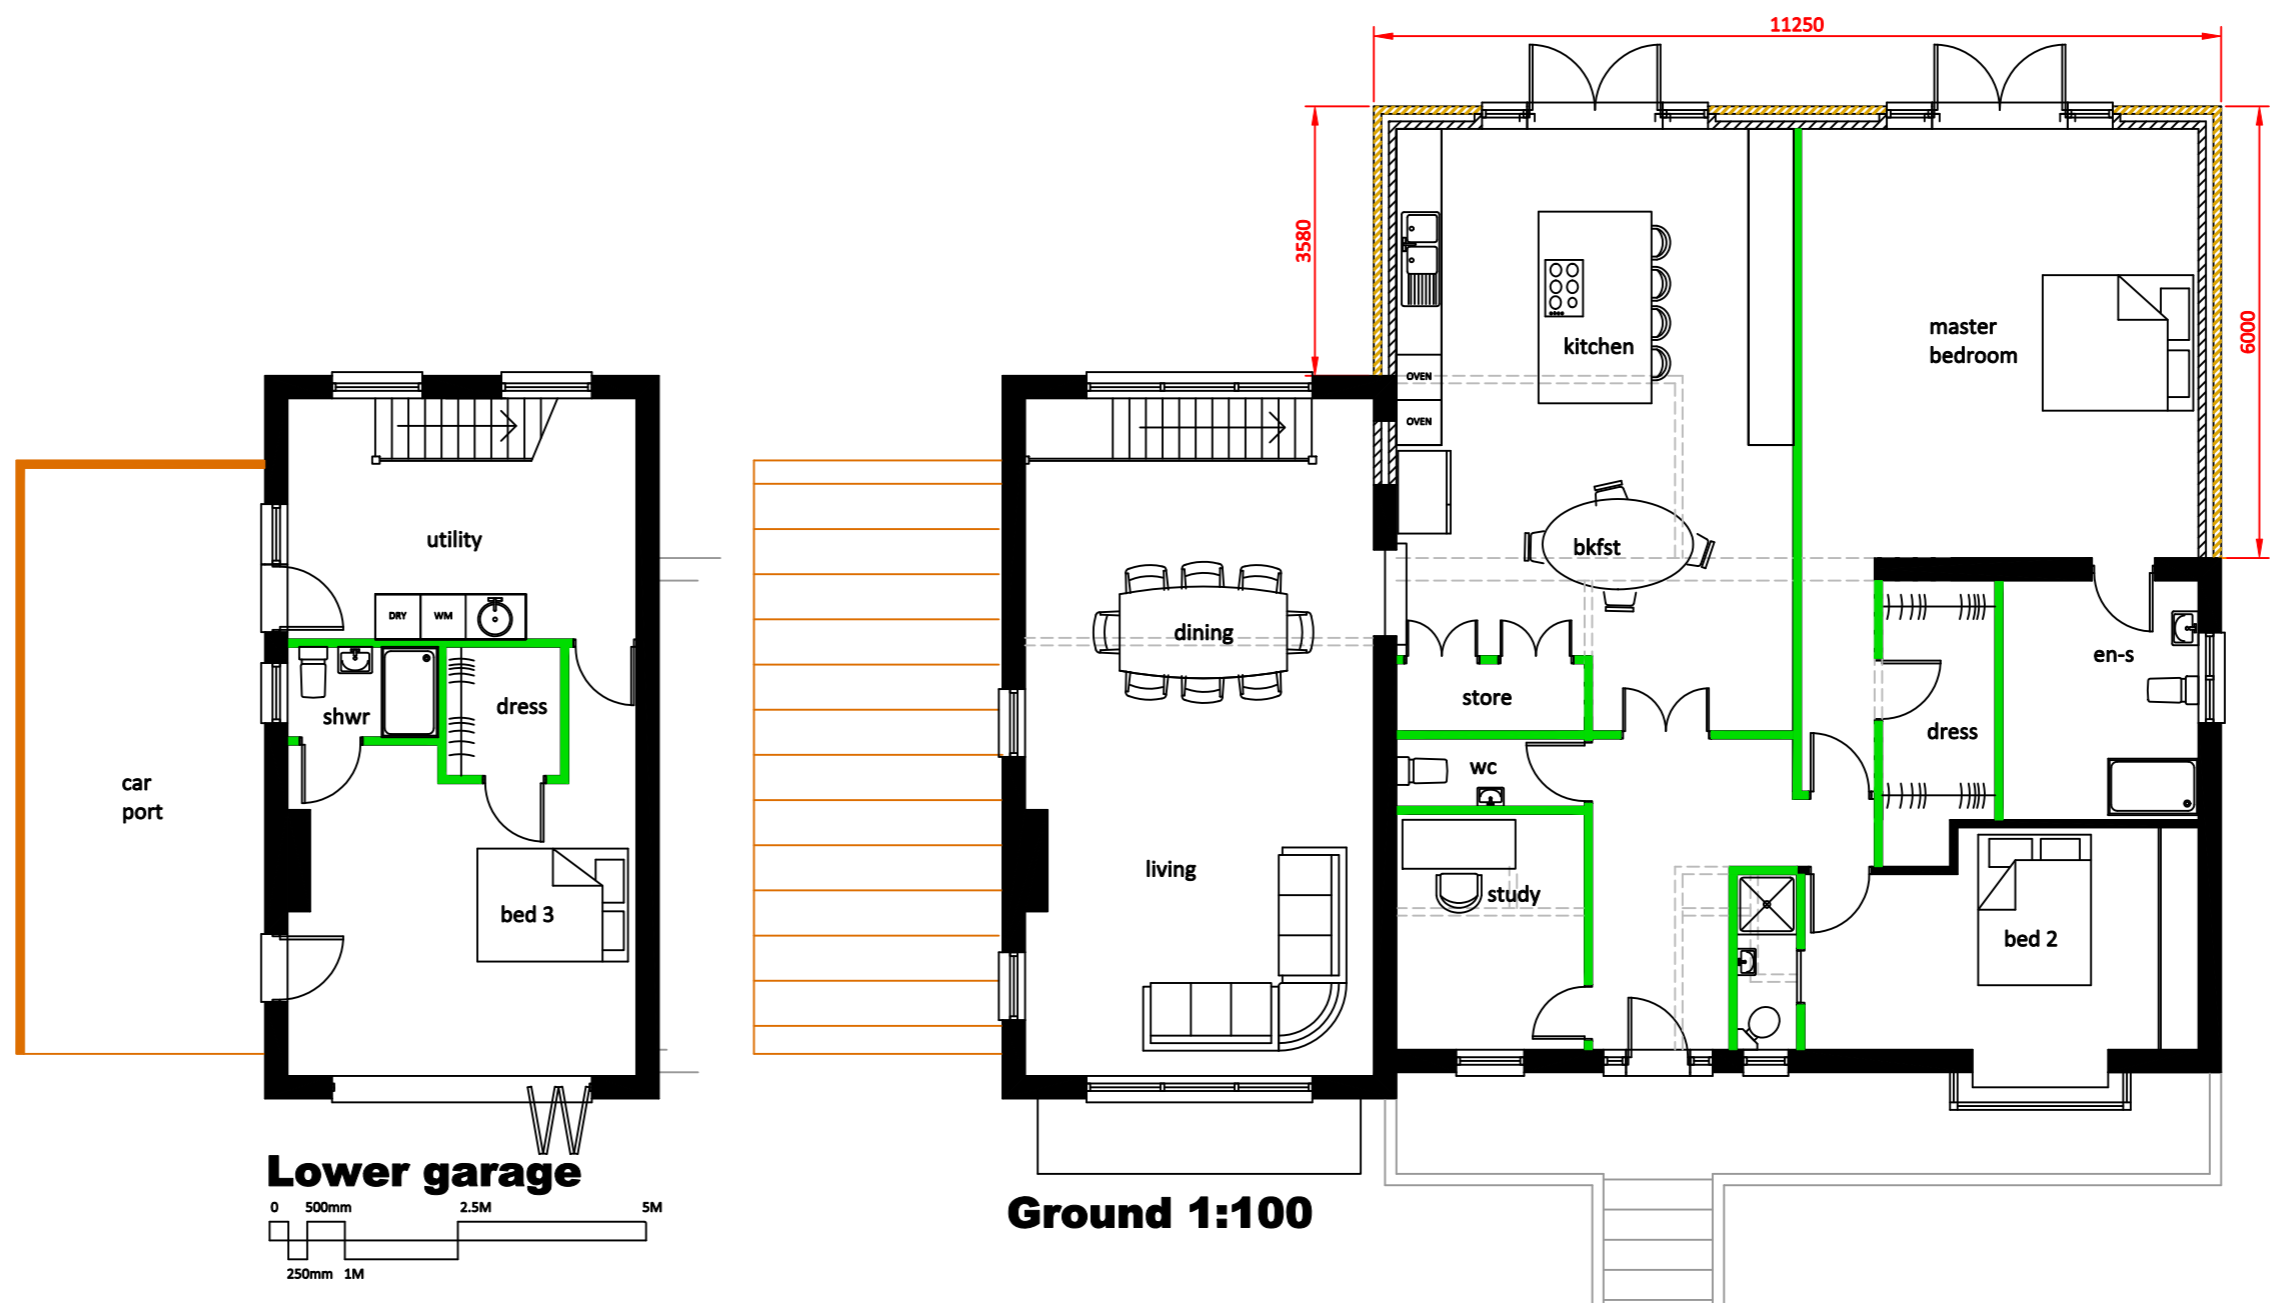 11250
3580
6000
OVEN
OVEN
kitchen
master
bedroom
utility
bkfst
DRY
WM
dining
en-s
shwr
dress
store
dress
wc
car
port
living
study
bed 3
bed 2
Lower garage
0 500mm 2.5M 5M
250mm 1M
Ground 1:100